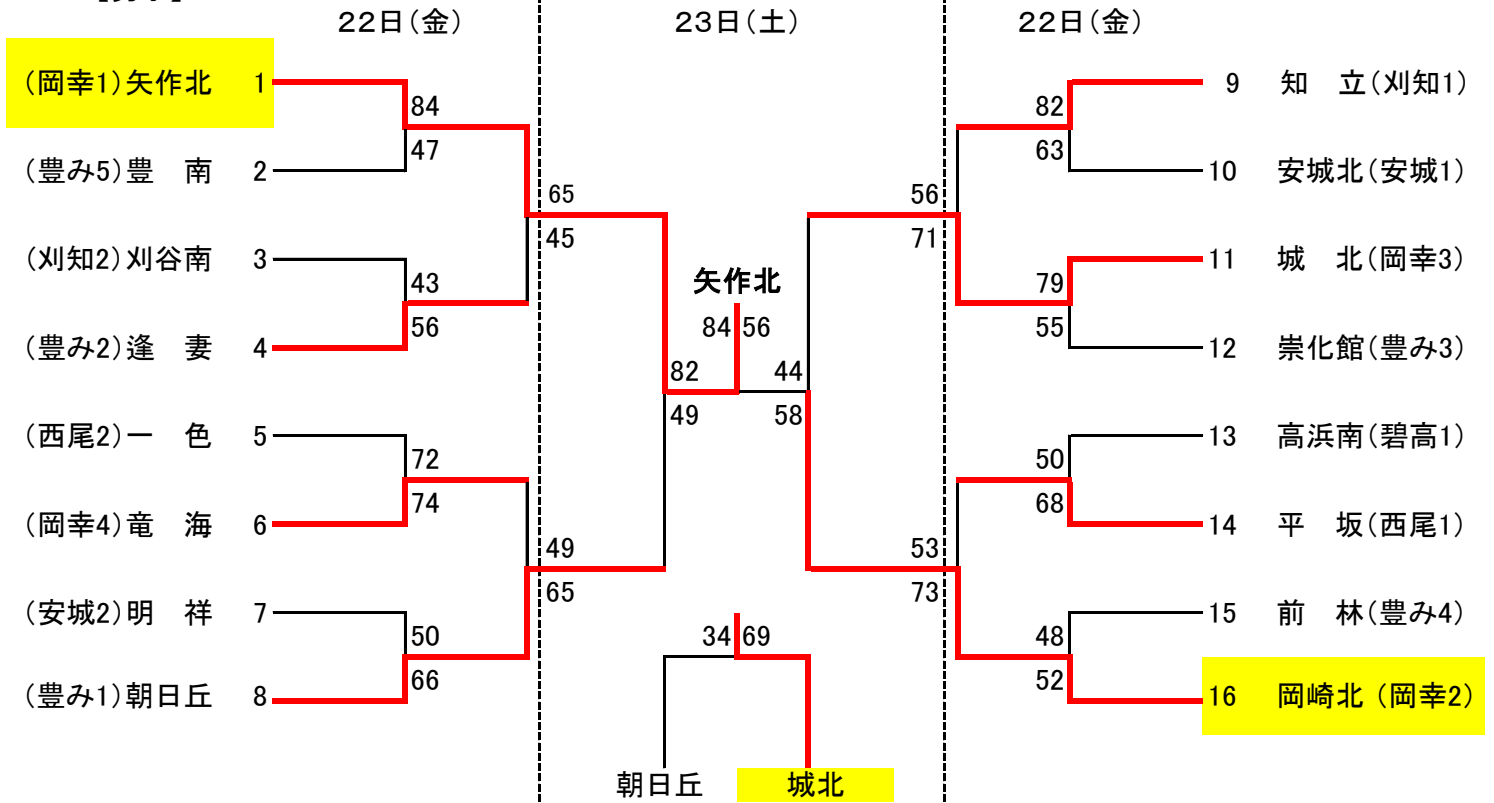 22日(金)
23日(土)
22日(金)
(岡幸1)矢作北 1
84
47
(豊み5)豊 南 2
65
45
(刈知2)刈谷南 3
43
56
(豊み2)逢 妻 4
82
49
(西尾2)一 色 5
72
74
(岡幸4)竜 海 6
49
65
(安城2)明 祥 7
50
66
(豊み1)朝日丘 8
矢作北
84 56
44
58
34 69
朝日丘 城北
9 知 立(刈知1)
82
63
10 安城北(安城1)
56
71
11 城 北(岡幸3)
79
55
12 崇化館(豊み3)
13 高浜南(碧高1)
50
68
14 平 坂(西尾1)
53
73
15 前 林(豊み4)
48
52
16 岡崎北(岡幸2)